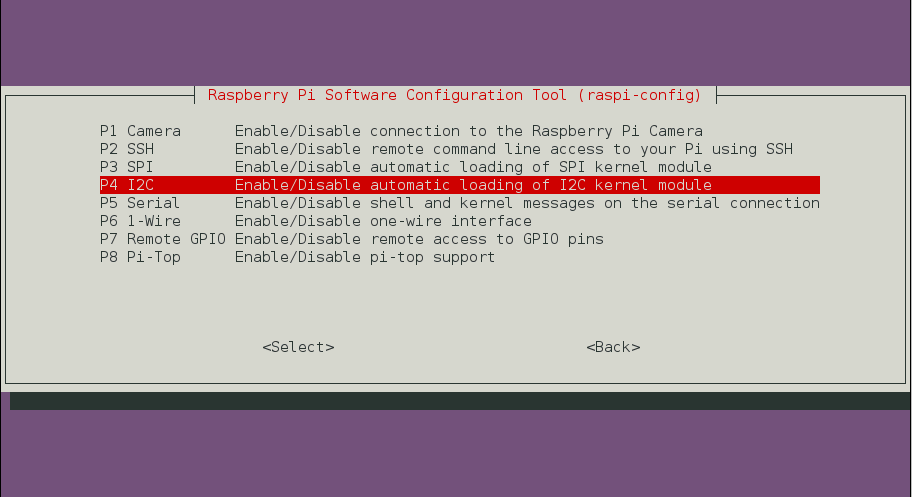 Raspberry Pi Software Configuration Tool (raspi-config)
P1 Camera Enable/Disable connection to the Raspberry Pi Camera
P2 SSH Enable/Disable remote command line access to your Pi using SSH
P3 SPI Enable/Disable automatic loading of SPI kernel module
P4 I2C Enable/Disable automatic loading of I2C kernel module
P5 Serial Enable/Disable shell and kernel messages on the serial connection
P6 1-Wire Enable/Disable one-wire interface
P7 Remote GPIO Enable/Disable remote access to GPIO pins
P8 Pi-Top Enable/Disable pi-top support
<Select> <Back>